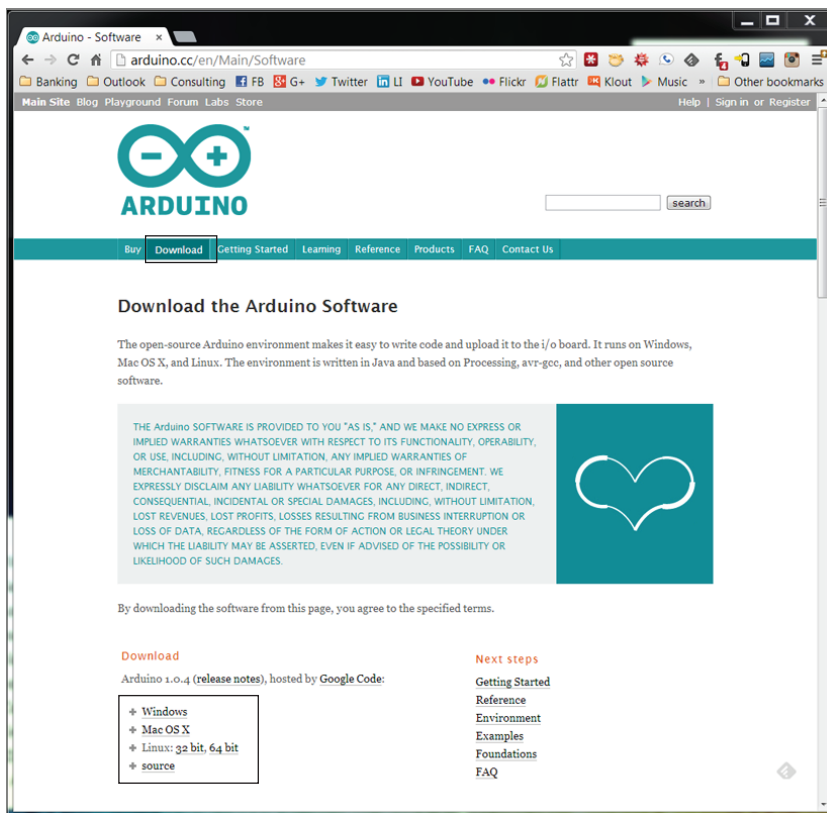 Arduino - Software
arduino.cc/en/Main/Software
Banking Outlook Consulting FB G+ Twitter LI YouTube Flickr Flattr Klout Music » Other bookmarks
Main Site Blog Playground Forum Labs Store Help | Sign in or Register
ARDUINO
search
Buy Download Getting Started Learning Reference Products FAQ Contact Us
Download the Arduino Software
The open-source Arduino environment makes it easy to write code and upload it to the i/o board. It runs on Windows,
Mac OS X, and Linux. The environment is written in Java and based on Processing, avr-gcc, and other open source
software.
THE Arduino SOFTWARE IS PROVIDED TO YOU "AS IS," AND WE MAKE NO EXPRESS OR
IMPLIED WARRANTIES WHATSOEVER WITH RESPECT TO ITS FUNCTIONALITY, OPERABILITY,
OR USE, INCLUDING, WITHOUT LIMITATION, ANY IMPLIED WARRANTIES OF
MERCHANTABILITY, FITNESS FOR A PARTICULAR PURPOSE, OR INFRINGEMENT. WE
EXPRESSLY DISCLAIM ANY LIABILITY WHATSOEVER FOR ANY DIRECT, INDIRECT,
CONSEQUENTIAL, INCIDENTAL OR SPECIAL DAMAGES, INCLUDING, WITHOUT LIMITATION,
LOST REVENUES, LOST PROFITS, LOSSES RESULTING FROM BUSINESS INTERRUPTION OR
LOSS OF DATA, REGARDLESS OF THE FORM OF ACTION OR LEGAL THEORY UNDER
WHICH THE LIABILITY MAY BE ASSERTED, EVEN IF ADVISED OF THE POSSIBILITY OR
LIKELIHOOD OF SUCH DAMAGES.
By downloading the software from this page, you agree to the specified terms.
Download
Arduino 1.0.4 (release notes), hosted by Google Code:
Windows
Mac OS X
Linux: 32 bit, 64 bit
source
Next steps
Getting Started
Reference
Environment
Examples
Foundations
FAQ